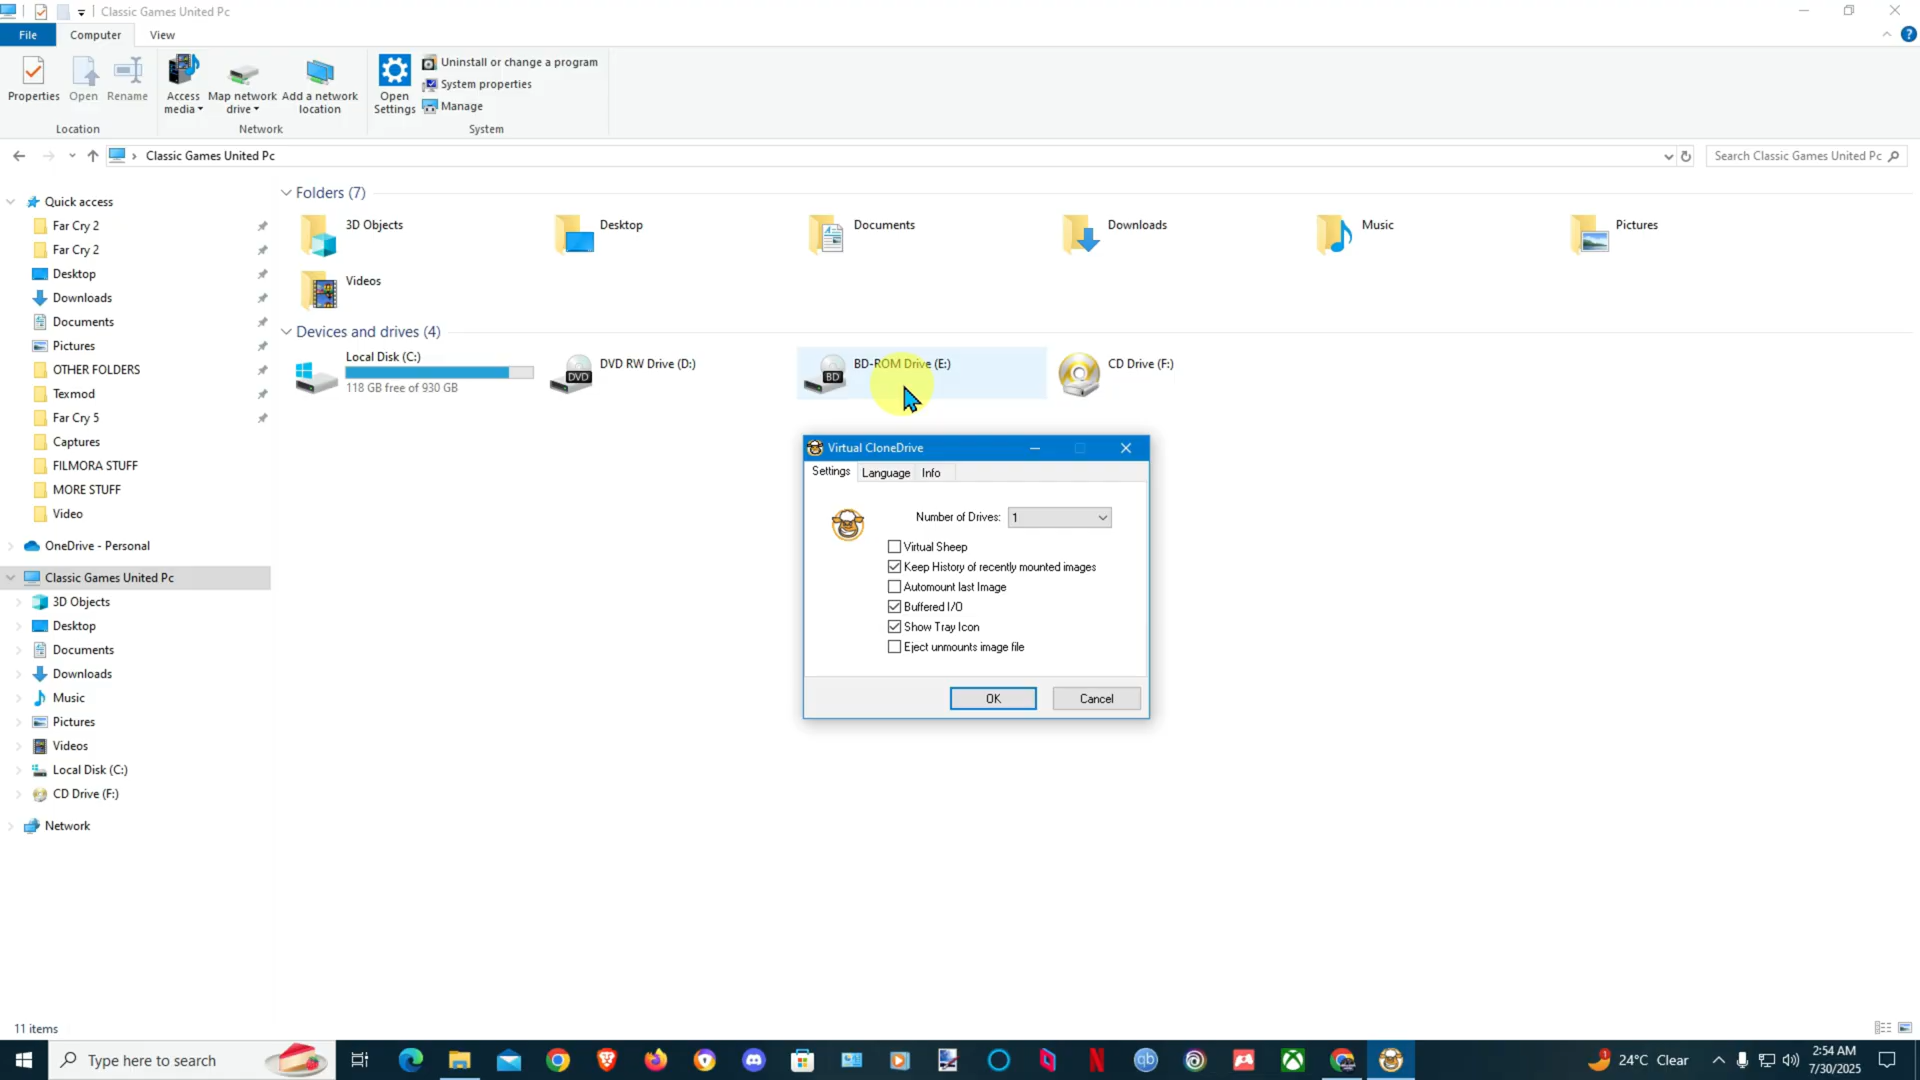 Classic Games United Pc
File
Computer
View
Properties
Open
Rename
Access media
Map network drive
Add a network location
Open Settings
Uninstall or change a program
System properties
Manage
Location
Network
System
Classic Games United Pc
Search Classic Games United Pc
Quick access
Far Cry 2
Far Cry 2
Desktop
Downloads
Documents
Pictures
OTHER FOLDERS
Texmod
Far Cry 5
Captures
FILMORA STUFF
MORE STUFF
Video
OneDrive - Personal
Classic Games United Pc
3D Objects
Desktop
Documents
Downloads
Music
Pictures
Videos
Local Disk (C:)
CD Drive (F:)
Network
Folders (7)
3D Objects
Desktop
Documents
Downloads
Music
Pictures
Videos
Devices and drives (4)
Local Disk (C:)
118 GB free of 930 GB
DVD
DVD RW Drive (D:)
BD
BD-ROM Drive (E:)
CD Drive (F:)
Virtual CloneDrive
Settings
Language
Info
Number of Drives:
1
Virtual Sheep
Keep History of recently mounted images
Automount last Image
Buffered I/O
Show Tray Icon
Eject unmounts image file
OK
Cancel
11 items
Type here to search
qb
24°C Clear
2:54 AM
7/30/2025